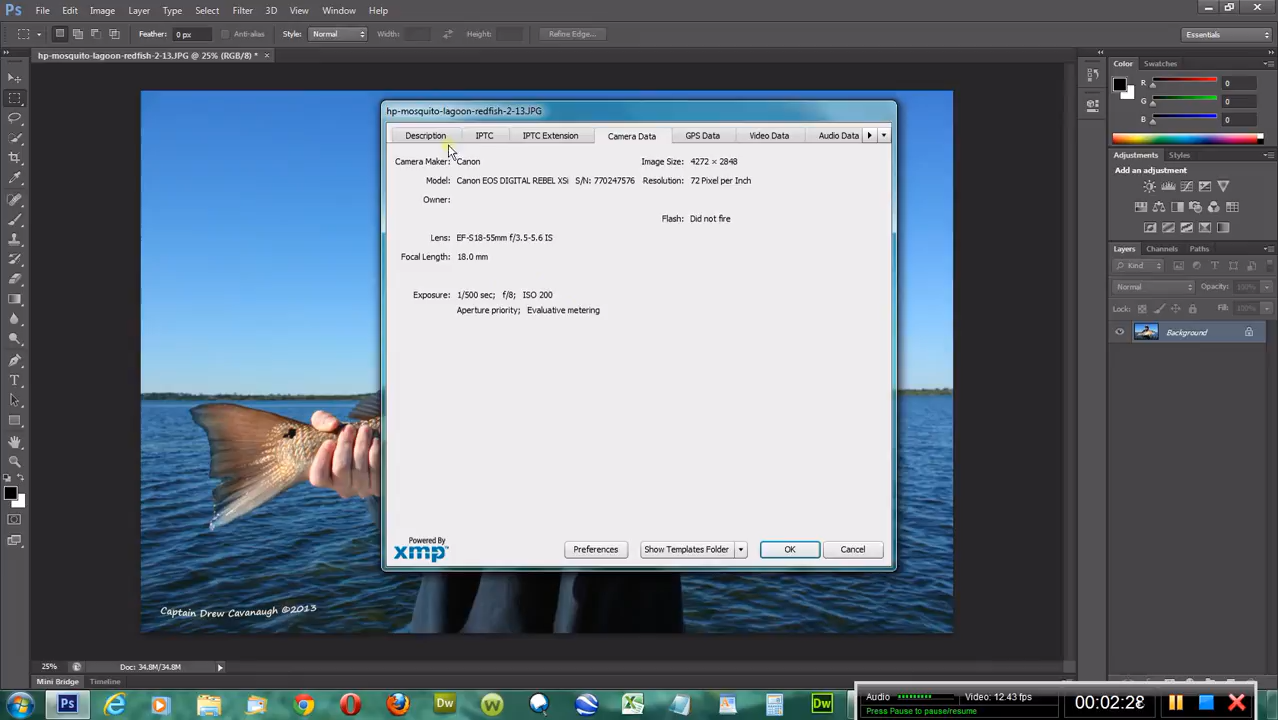 Ps File Edit Image Layer Type Select Filter 3D View Window Help
Feather: 0 px Anti-alias Style: Normal Width: Height: Refine Edge... Essentials
hp-mosquito-lagoon-redfish-2-13.JPG @ 25% (RGB/8) * ×
Color Swatches
R 0
G 0
B 0
Adjustments Styles
Add an adjustment
Layers Channels Paths
Kind
Normal Opacity: 100%
Lock: Fill: 100%
Background
hp-mosquito-lagoon-redfish-2-13.JPG
Description IPTC IPTC Extension Camera Data GPS Data Video Data Audio Data
Camera Maker: Canon Image Size: 4272 × 2848
Model: Canon EOS DIGITAL REBEL XSi S/N: 770247576 Resolution: 72 Pixel per Inch
Owner:
Flash: Did not fire
Lens: EF-S18-55mm f/3.5-5.6 IS
Focal Length: 18.0 mm
Exposure: 1/500 sec; f/8; ISO 200
Aperture priority; Evaluative metering
Powered By
xmp
Preferences Show Templates Folder OK Cancel
Captain Drew Cavanaugh ©2013
25% Doc: 34.8M/34.8M
Mini Bridge Timeline
Ps Dw W Dw
Audio Video: 12.43 fps 00:02:28
Press Pause to pause/resume